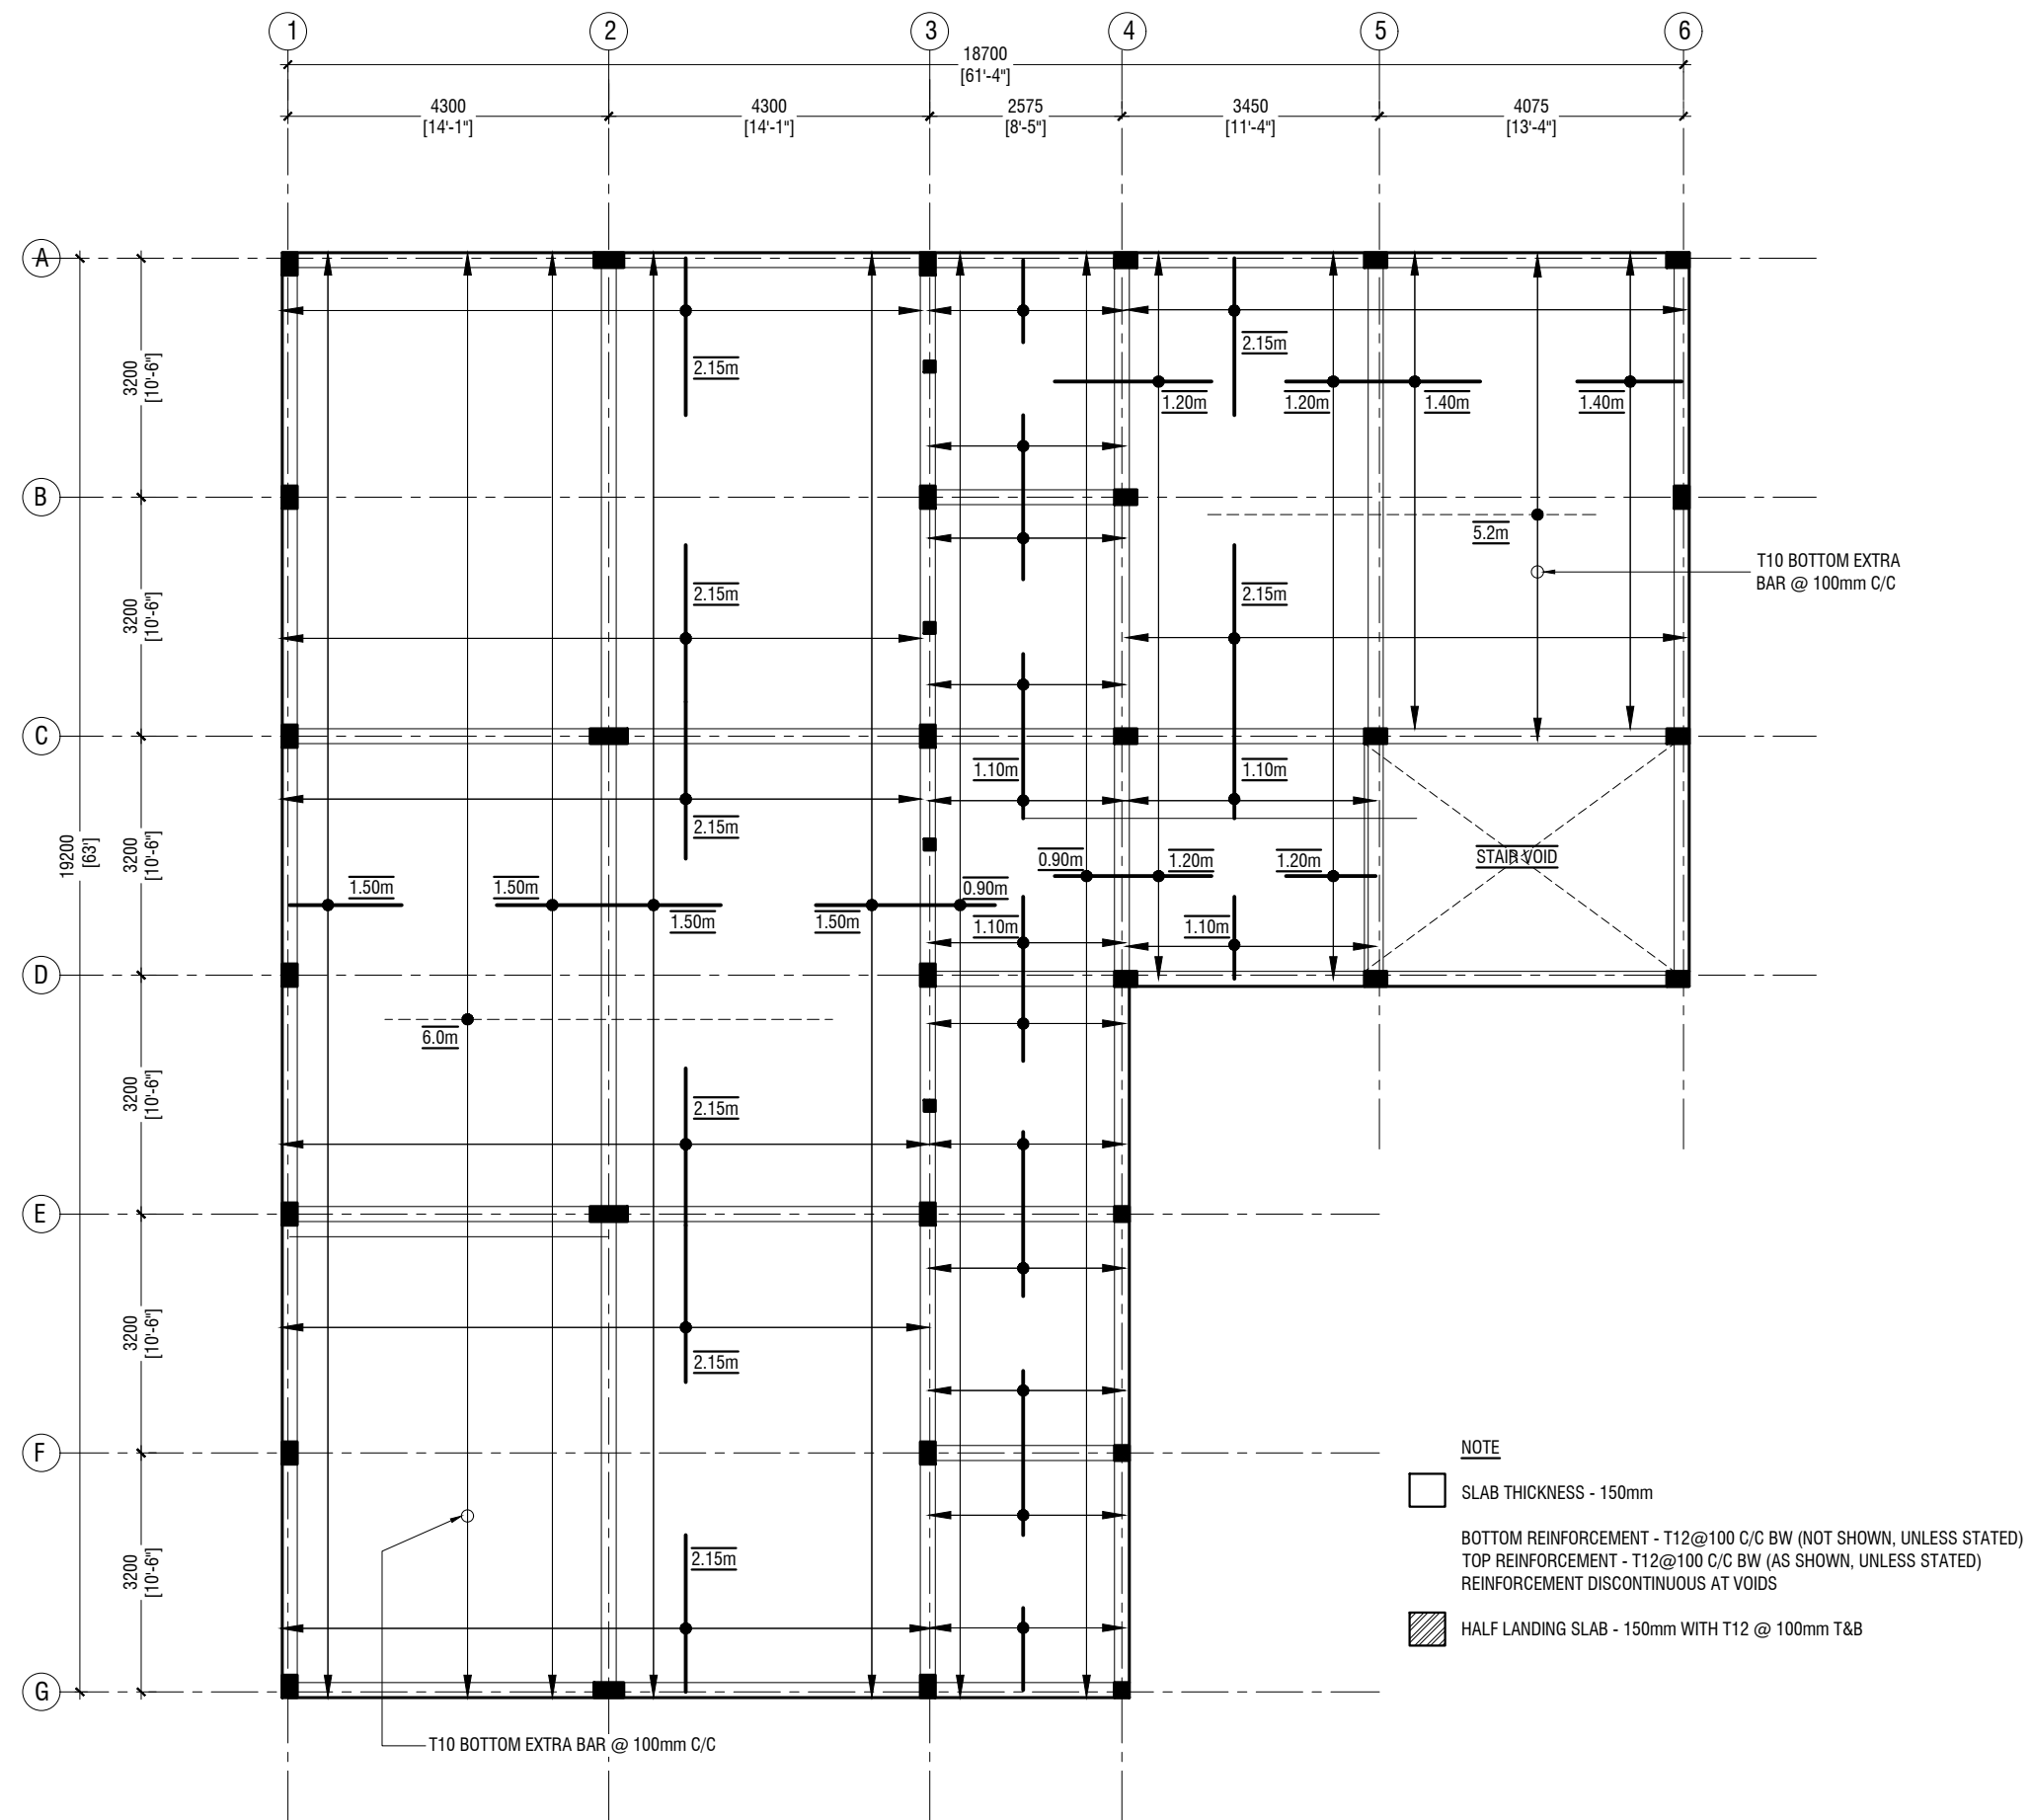 1 2 3 4 5 6
18700
[61'-4"]
4300 4300 2575 3450 4075
[14'-1"] [14'-1"] [8'-5"] [11'-4"] [13'-4"]
A
3200
[10'-6"]
2.15m
2.15m
1.20m
1.20m
1.40m
1.40m
B
5.2m
T10 BOTTOM EXTRA
BAR @ 100mm C/C
3200
[10'-6"]
2.15m
2.15m
C
1.10m
1.10m
2.15m
19200
[63']
3200
[10'-6"]
STAIR VOID
0.90m
1.20m
1.20m
1.50m
1.50m
0.90m
1.50m
1.50m
1.10m
1.10m
D
6.0m
3200
[10'-6"]
2.15m
E
3200
[10'-6"]
2.15m
F
NOTE
SLAB THICKNESS - 150mm
BOTTOM REINFORCEMENT - T12@100 C/C BW (NOT SHOWN, UNLESS STATED)
TOP REINFORCEMENT - T12@100 C/C BW (AS SHOWN, UNLESS STATED)
REINFORCEMENT DISCONTINUOUS AT VOIDS
3200
[10'-6"]
2.15m
HALF LANDING SLAB - 150mm WITH T12 @ 100mm T&B
G
T10 BOTTOM EXTRA BAR @ 100mm C/C